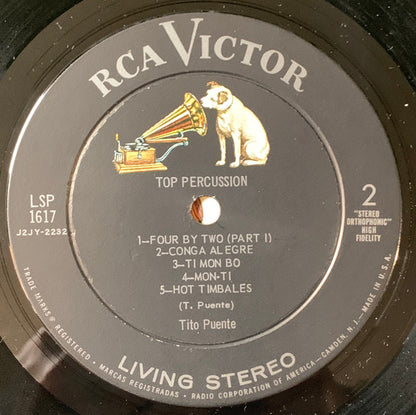 RCA VICTOR
TOP PERCUSSION
LSP
1617
J2JY-2232
2
"STEREO
ORTHOPHONIC"
HIGH
FIDELITY
1-FOUR BY TWO (PART I)
2-CONGA ALEGRE
3-TI MON BO
4-MON-TI
5-HOT TIMBALES
(T. Puente)
Tito Puente
LIVING STEREO
TRADE MARKS ® REGISTERED • MARCAS REGISTRADAS • RADIO CORPORATION OF AMERICA—CAMDEN, N.J.—MADE IN U.S.A.